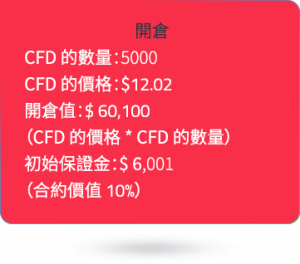 開倉
CFD 的數量：5000
CFD 的價格：$12.02
開倉值：$ 60,100
（CFD 的價格 * CFD 的數量）
初始保證金：$ 6,001
（合約價值 10%）